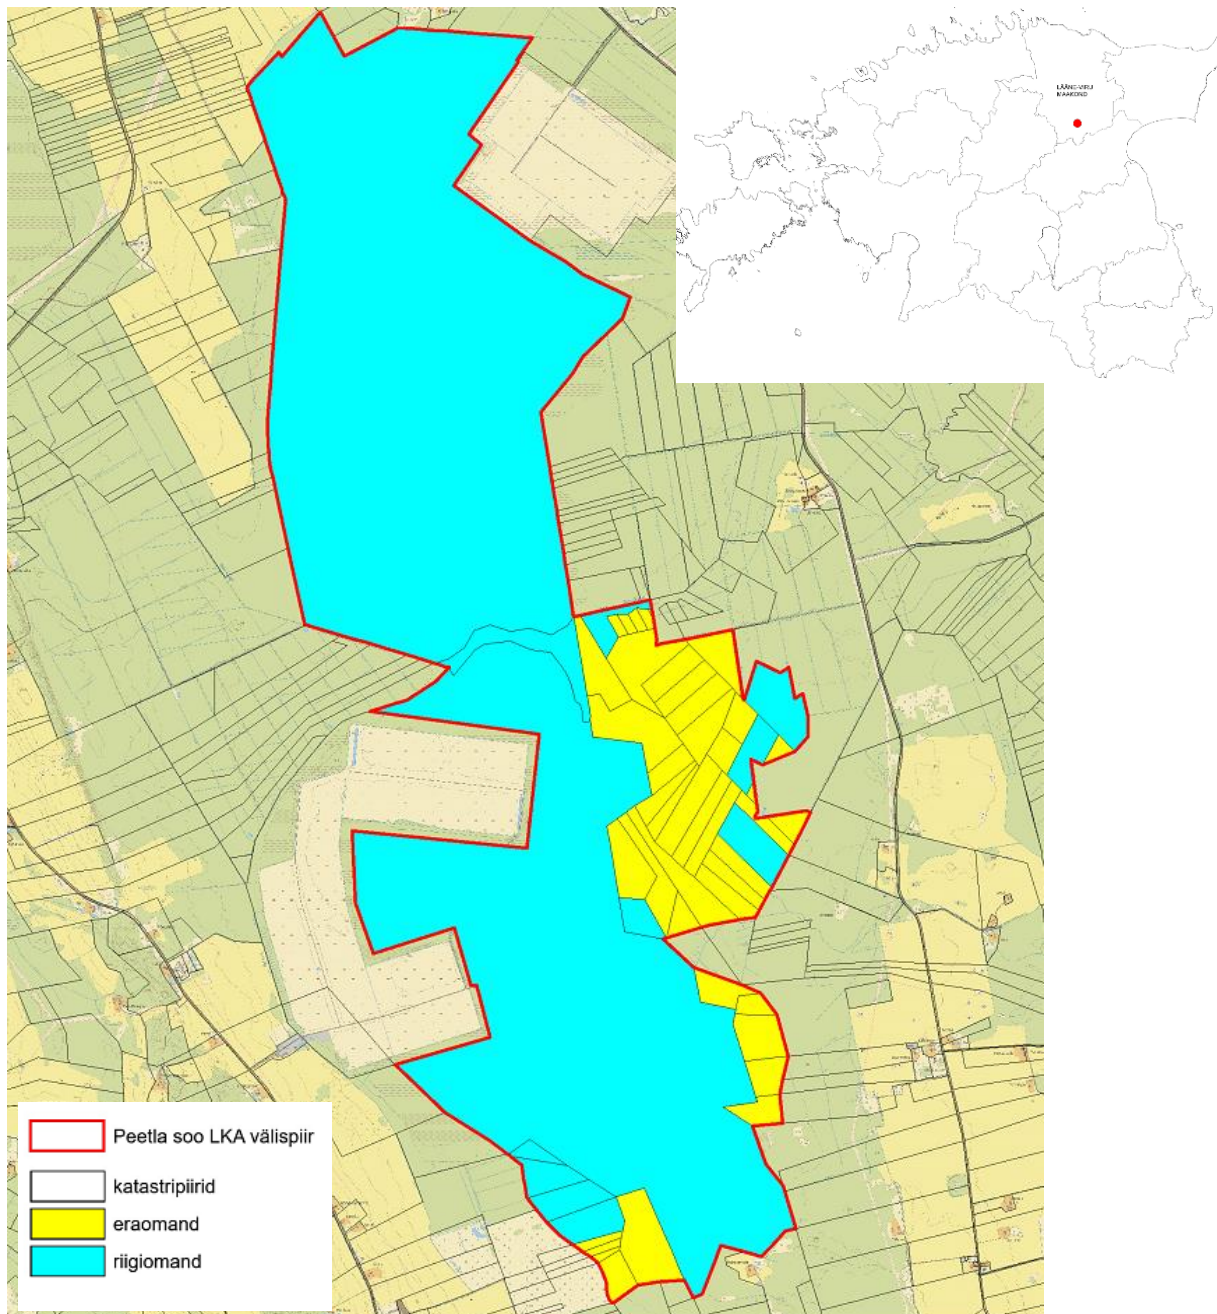 LÄÄNE-VIRU
MAAKOND
Peetla soo LKA välispiir
katastripiirid
eraomand
riigiomand